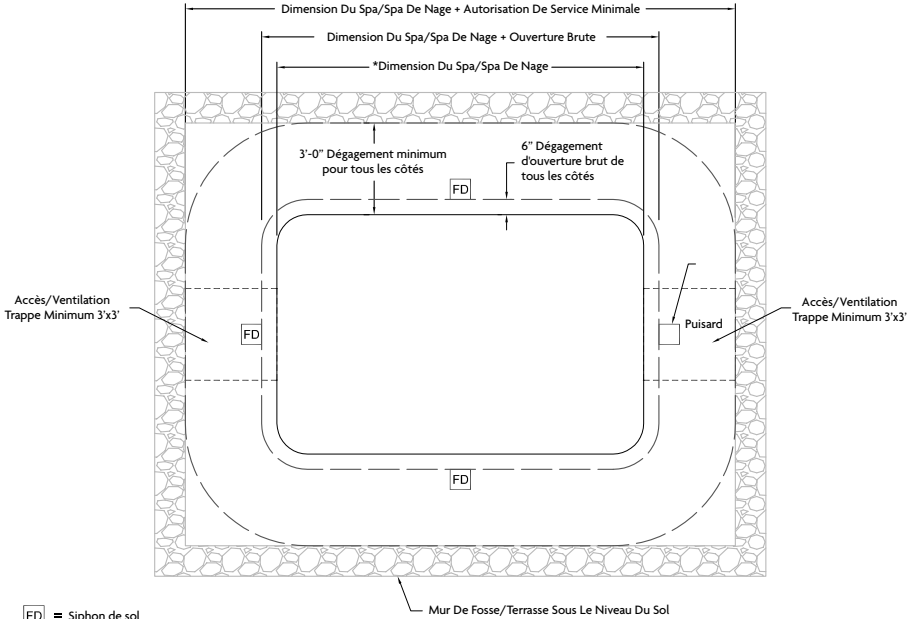 Dimension Du Spa/Spa De Nage + Autorisation De Service Minimale
Dimension Du Spa/Spa De Nage + Ouverture Brute
*Dimension Du Spa/Spa De Nage
3'-0" Dégagement minimum
pour tous les côtés
6" Dégagement
d'ouverture brut de
tous les côtés
FD
Accès/Ventilation
Trappe Minimum 3'x3'
FD
Puisard
Accès/Ventilation
Trappe Minimum 3'x3'
FD
Mur De Fosse/Terrasse Sous Le Niveau Du Sol
FD = Siphon de sol